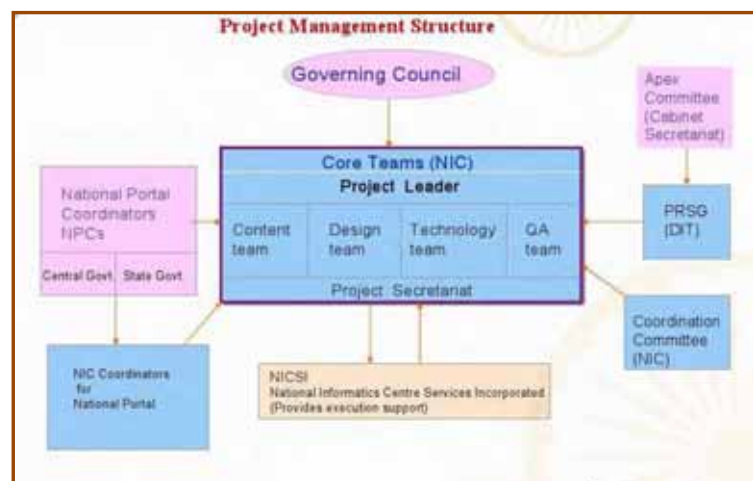 Project Management Structure
Governing Council
Apex
Committee
(Cabinet
Secretariat)
Core Teams (NIC)
Project Leader
Content
team
Design
team
Technology
team
QA
team
Project Secretariat
National Portal
Coordinators
NPCs
Central Govt.
State Govt.
PRSG
(DIT)
Coordination
Committee
(NIC)
NIC Coordinators
for
National Portal
NICSI
National Informatics Centre Services Incorporated
(Provides execution support)